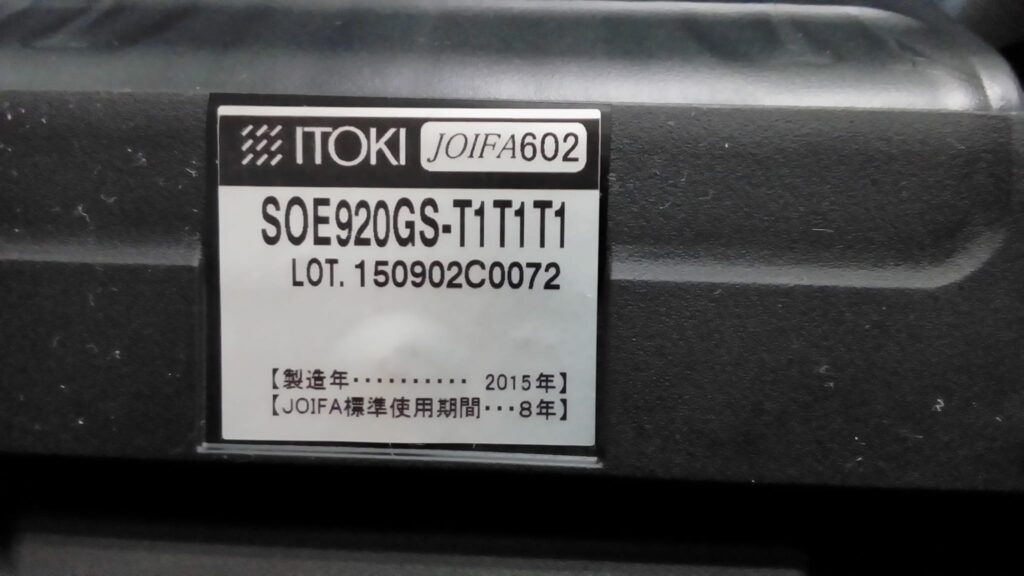 ITOKI JOIFA602
SOE920GS-T1T1T1
LOT. 150902C0072
【製造年・・・・・・・・・・ 2015年】
【JOIFA標準使用期間・・・8年】